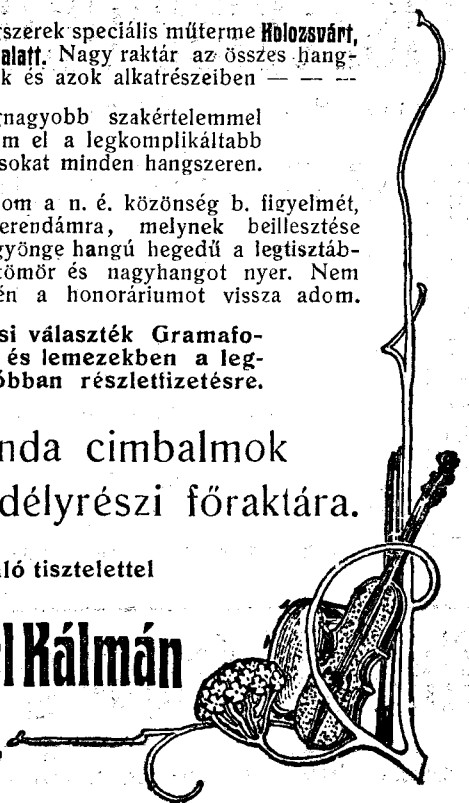 szerek speciális műterme Kolozsvárt,
alatt. Nagy raktár az összes hang-
k és azok alkatrészeiben — — —
gnagyobb szakértelemmel
m el a legkomplikáltabb
sokat minden hangszeren.
om a n. é. közönség b. figyelmét,
erendámra, melynek beillesztése
gyönge hangú hegedű a legtisztáb-
tömör és nagyhangot nyer. Nem
én a honoráriumot vissza adom.
si választék Gramafo-
és lemezekben a leg-
óbban részletfizetésre.
nda cimbalmok
délyrészi főraktára.
ló tisztelettel
l Kálmán